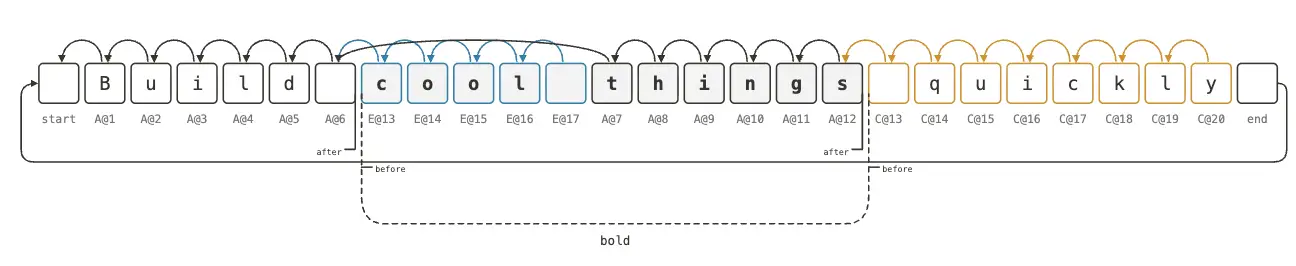 B u i l d c o o l t h i n g s q u i c k l y
start A@1 A@2 A@3 A@4 A@5 A@6 E@13 E@14 E@15 E@16 E@17 A@7 A@8 A@9 A@10 A@11 A@12 C@13 C@14 C@15 C@16 C@17 C@18 C@19 C@20 end
after after
before before
bold